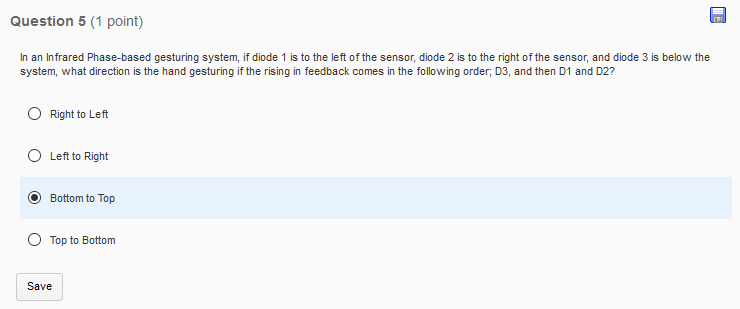 Question 5 (1 point)
In an Infrared Phase-based gesturing system, if diode 1 is to the left of the sensor, diode 2 is to the right of the sensor, and diode 3 is below the
system, what direction is the hand gesturing if the rising in feedback comes in the following order; D3, and then D1 and D2?
Right to Left
Left to Right
Bottom to Top
Top to Bottom
Save